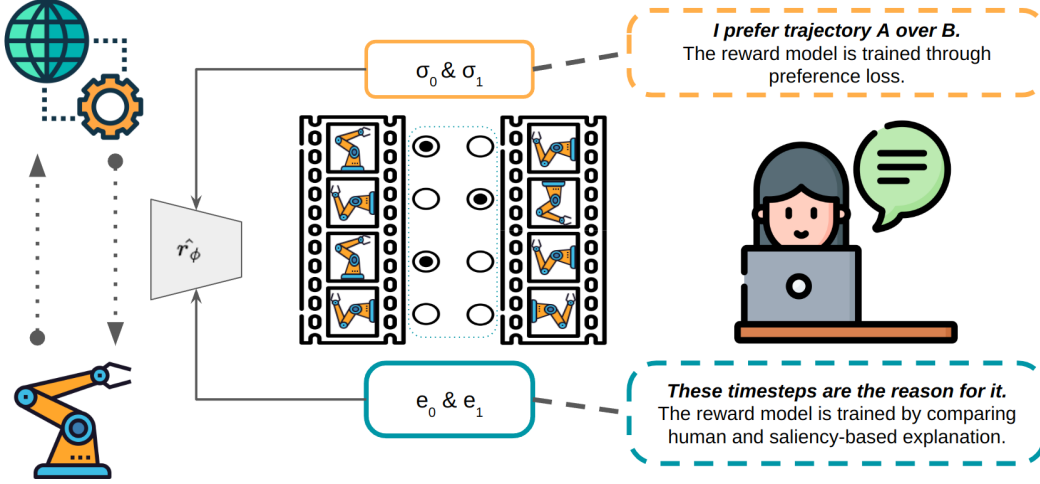 I prefer trajectory A over B.
The reward model is trained through
preference loss.
σ₀ & σ₁
r̂_ϕ
e₀ & e₁
These timesteps are the reason for it.
The reward model is trained by comparing
human and saliency-based explanation.